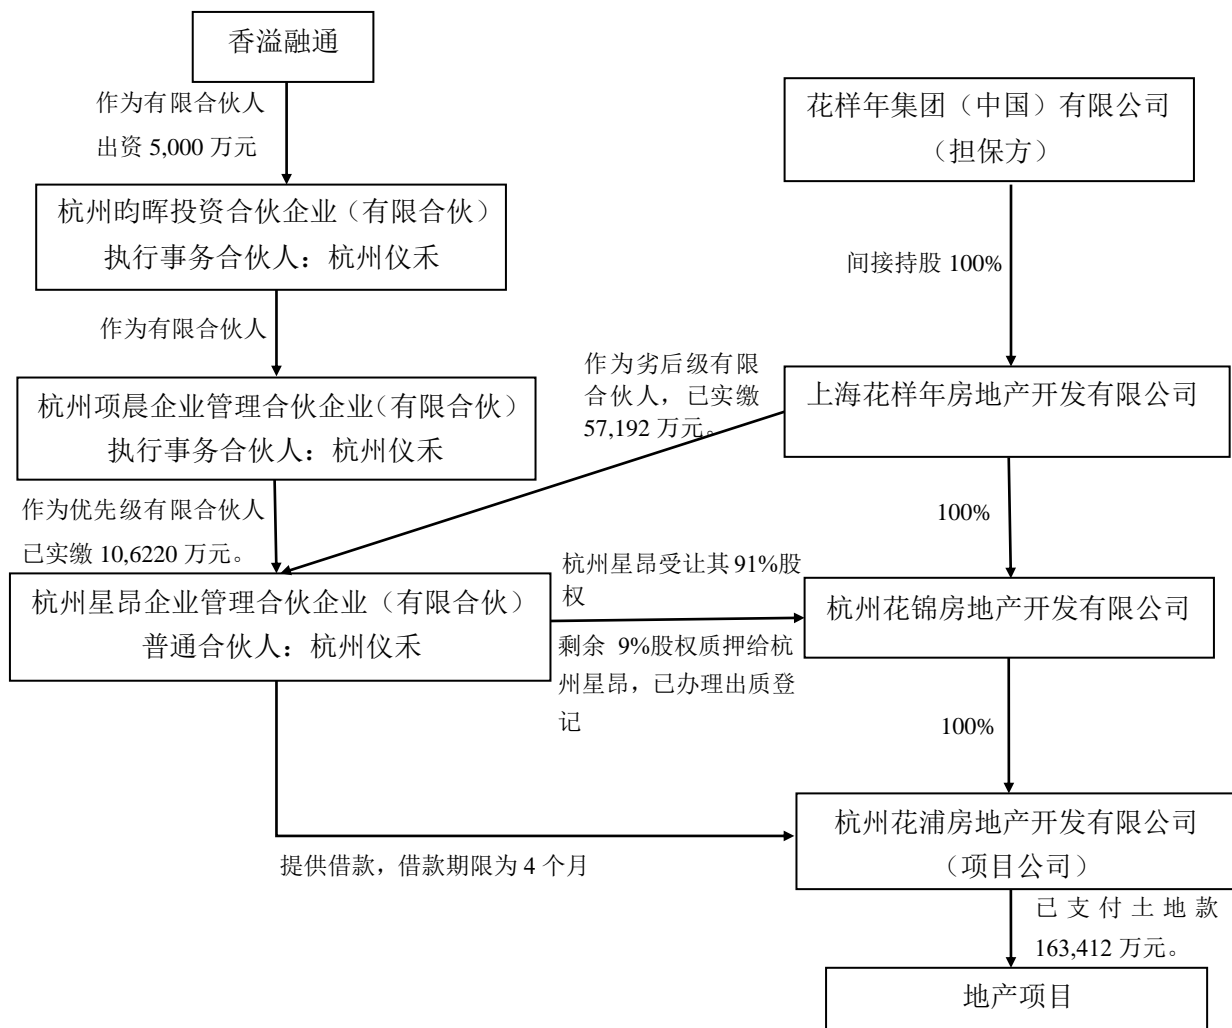 香溢融通
作为有限合伙人
出资 5,000 万元
花样年集团（中国）有限公司
（担保方）
杭州昀晖投资合伙企业（有限合伙）
执行事务合伙人：杭州仪禾
间接持股 100%
作为有限合伙人
作为劣后级有限
合伙人，已实缴
57,192 万元。
杭州项晨企业管理合伙企业（有限合伙）
执行事务合伙人：杭州仪禾
上海花样年房地产开发有限公司
作为优先级有限合伙人
已实缴 10,6220 万元。
100%
杭州星昂企业管理合伙企业（有限合伙）
普通合伙人：杭州仪禾
杭州星昂受让其 91%股
权
剩余 9%股权质押给杭
州星昂，已办理出质登
记
杭州花锦房地产开发有限公司
100%
提供借款，借款期限为 4 个月
杭州花浦房地产开发有限公司
（项目公司）
已支付土地款
163,412 万元。
地产项目